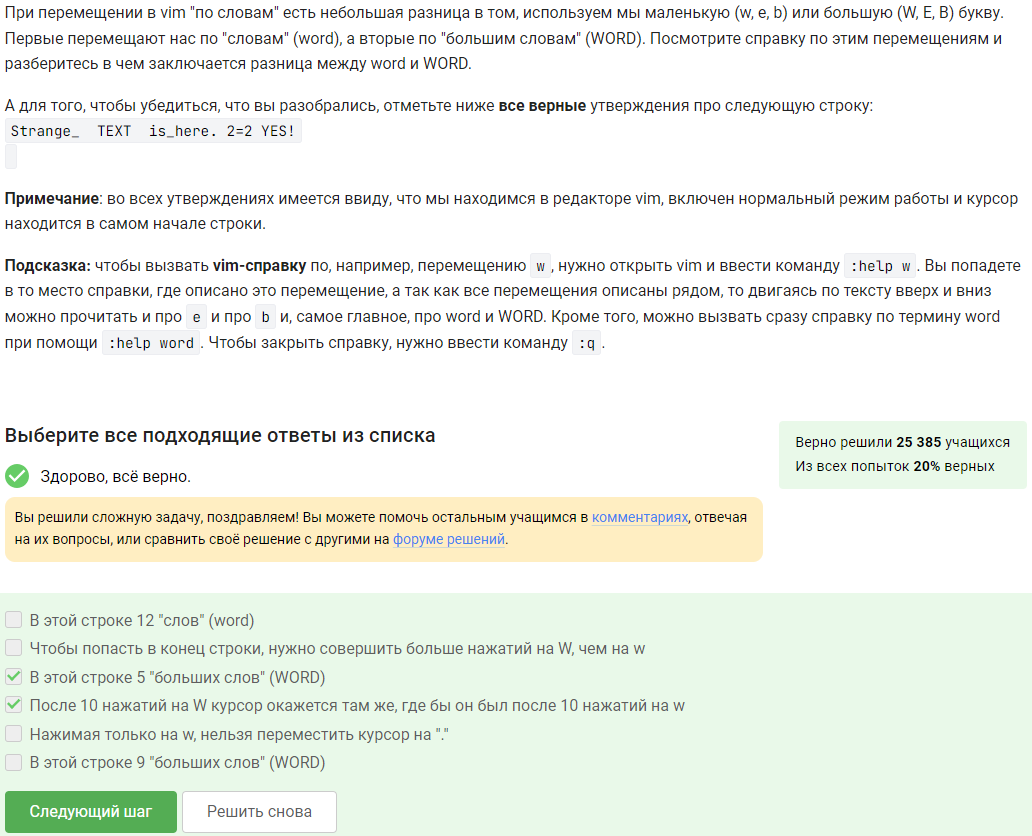 При перемещении в vim "по словам" есть небольшая разница в том, используем мы маленькую (w, e, b) или большую (W, E, B) букву.
Первые перемещают нас по "словам" (word), а вторые по "большим словам" (WORD). Посмотрите справку по этим перемещениям и
разберитесь в чем заключается разница между word и WORD.
А для того, чтобы убедиться, что вы разобрались, отметьте ниже все верные утверждения про следующую строку:
Strange_  TEXT  is_here. 2=2 YES!
Примечание: во всех утверждениях имеется ввиду, что мы находимся в редакторе vim, включен нормальный режим работы и курсор
находится в самом начале строки.
Подсказка: чтобы вызвать vim-справку по, например, перемещению w, нужно открыть vim и ввести команду :help w. Вы попадете
в то место справки, где описано это перемещение, а так как все перемещения описаны рядом, то двигаясь по тексту вверх и вниз
можно прочитать и про e и про b и, самое главное, про word и WORD. Кроме того, можно вызвать сразу справку по термину word
при помощи :help word. Чтобы закрыть справку, нужно ввести команду :q.
Выберите все подходящие ответы из списка
Верно решили 25 385 учащихся
Из всех попыток 20% верных
Здорово, всё верно.
Вы решили сложную задачу, поздравляем! Вы можете помочь остальным учащимся в комментариях, отвечая
на их вопросы, или сравнить своё решение с другими на форуме решений.
В этой строке 12 "слов" (word)
Чтобы попасть в конец строки, нужно совершить больше нажатий на W, чем на w
В этой строке 5 "больших слов" (WORD)
После 10 нажатий на W курсор окажется там же, где бы он был после 10 нажатий на w
Нажимая только на w, нельзя переместить курсор на "."
В этой строке 9 "больших слов" (WORD)
Следующий шаг
Решить снова